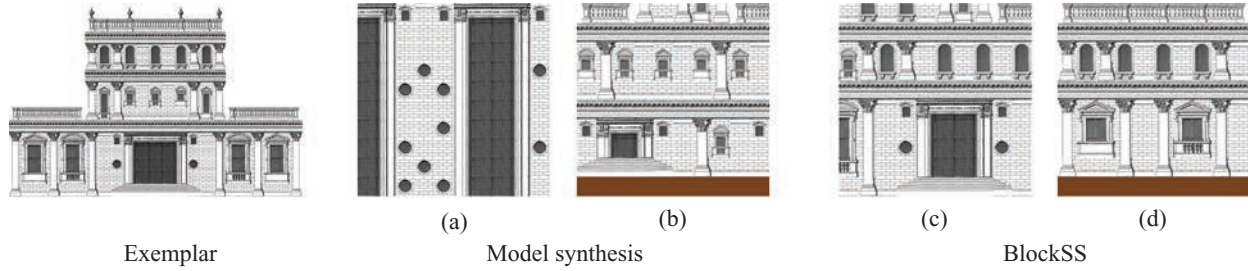 (a)
(b)
(c)
(d)
Exemplar
Model synthesis
BlockSS